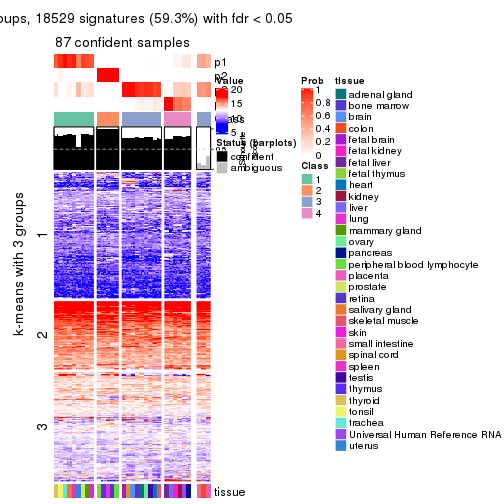 oups, 18529 signatures (59.3%) with fdr < 0.05
87 confident samples
p1
p2
Value
20
15
10
5
Status (barplots)
confident
ambiguous
Prob
1
0.8
0.6
0.4
0.2
0
Class
1
2
3
4
tissue
adrenal gland
bone marrow
brain
colon
fetal brain
fetal kidney
fetal liver
fetal thymus
heart
kidney
liver
lung
mammary gland
ovary
pancreas
peripheral blood lymphocyte
placenta
prostate
retina
salivary gland
skeletal muscle
skin
small intestine
spinal cord
spleen
testis
thymus
thyroid
tonsil
trachea
Universal Human Reference RNA
uterus
k-means with 3 groups
1
2
3
tissue